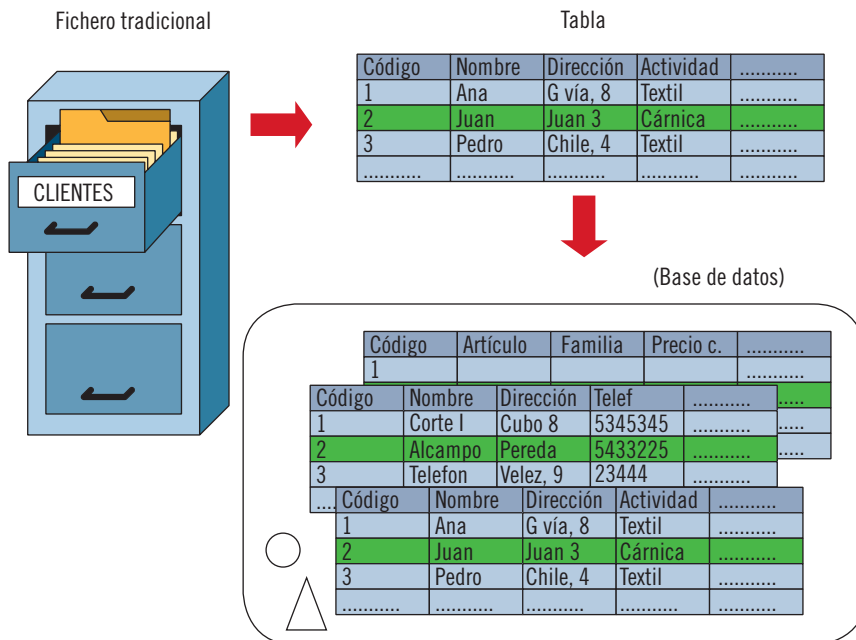 Fichero tradicional
Tabla
CLIENTES
Código Nombre Dirección Actividad ...........
1 Ana G vía, 8 Textil ...........
2 Juan Juan 3 Cárnica ...........
3 Pedro Chile, 4 Textil ...........
........... ........... ........... ........... ...........
(Base de datos)
Código Artículo Familia Precio c. ...........
1 ...........
.....
.....
.....
Código Nombre Dirección Telef ...........
1 Corte I Cubo 8 5345345 ...........
2 Alcampo Pereda 5433225 ...........
3 Telefon Velez, 9 23444 ...........
....
Código Nombre Dirección Actividad ...........
1 Ana G vía, 8 Textil ...........
2 Juan Juan 3 Cárnica ...........
3 Pedro Chile, 4 Textil ...........
........... ........... ........... ........... ...........